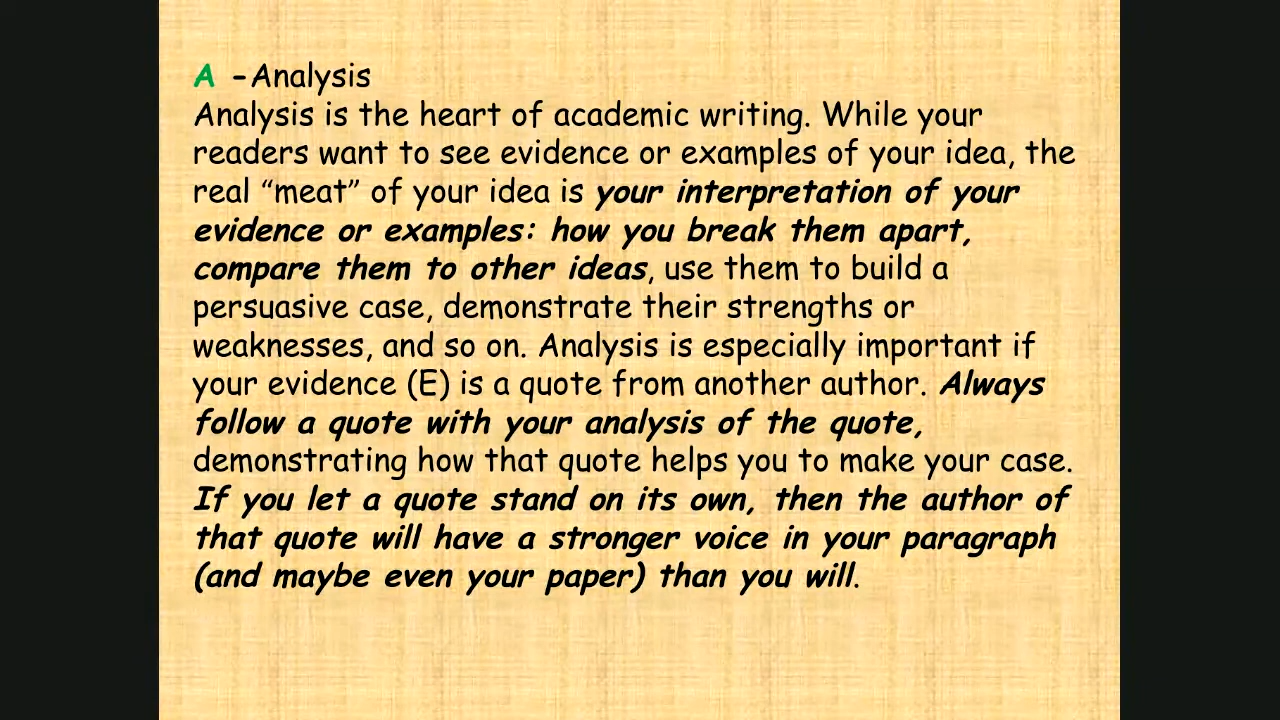 A -Analysis
Analysis is the heart of academic writing. While your
readers want to see evidence or examples of your idea, the
real “meat” of your idea is your interpretation of your
evidence or examples: how you break them apart,
compare them to other ideas, use them to build a
persuasive case, demonstrate their strengths or
weaknesses, and so on. Analysis is especially important if
your evidence (E) is a quote from another author. Always
follow a quote with your analysis of the quote,
demonstrating how that quote helps you to make your case.
If you let a quote stand on its own, then the author of
that quote will have a stronger voice in your paragraph
(and maybe even your paper) than you will.